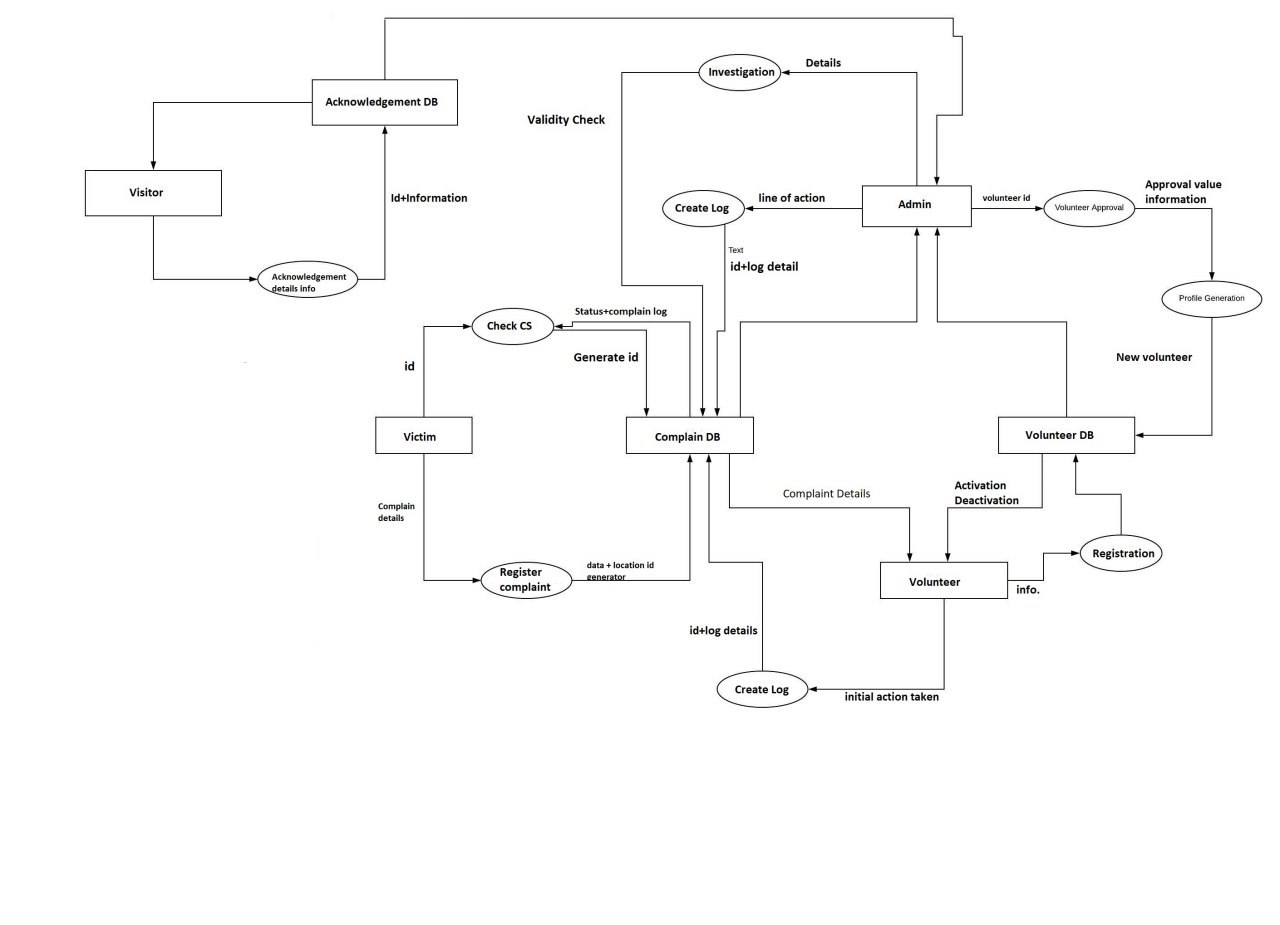 Investigation
Details
Acknowledgement DB
Validity Check
Visitor
Id+Information
Create Log
line of action
Admin
volunteer id
Volunteer Approval
Approval value
information
Text
id+log detail
Acknowledgement
details info
Profile Generation
Check CS
Status+complain log
Generate id
New volunteer
id
Victim
Complain DB
Volunteer DB
Complain
details
Complaint Details
Activation
Deactivation
Registration
Register
complaint
data + location id
generator
Volunteer
info.
id+log details
Create Log
initial action taken